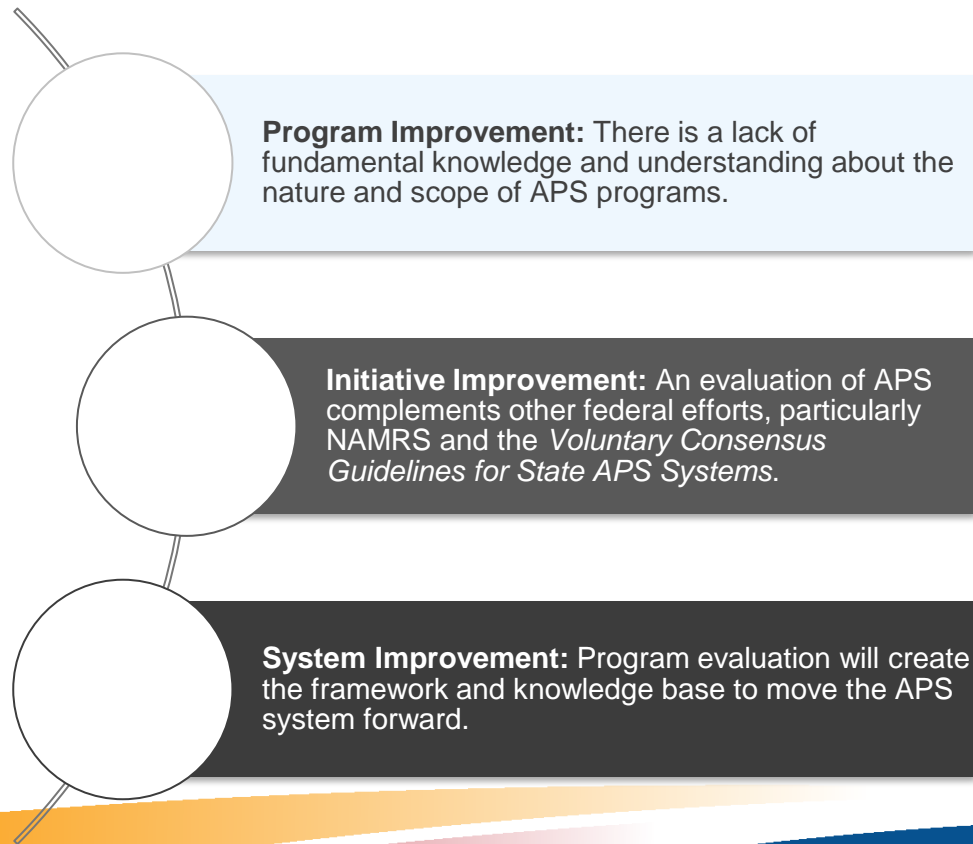 Program Improvement: There is a lack of
fundamental knowledge and understanding about the
nature and scope of APS programs.
Initiative Improvement: An evaluation of APS
complements other federal efforts, particularly
NAMRS and the Voluntary Consensus
Guidelines for State APS Systems.
System Improvement: Program evaluation will create
the framework and knowledge base to move the APS
system forward.